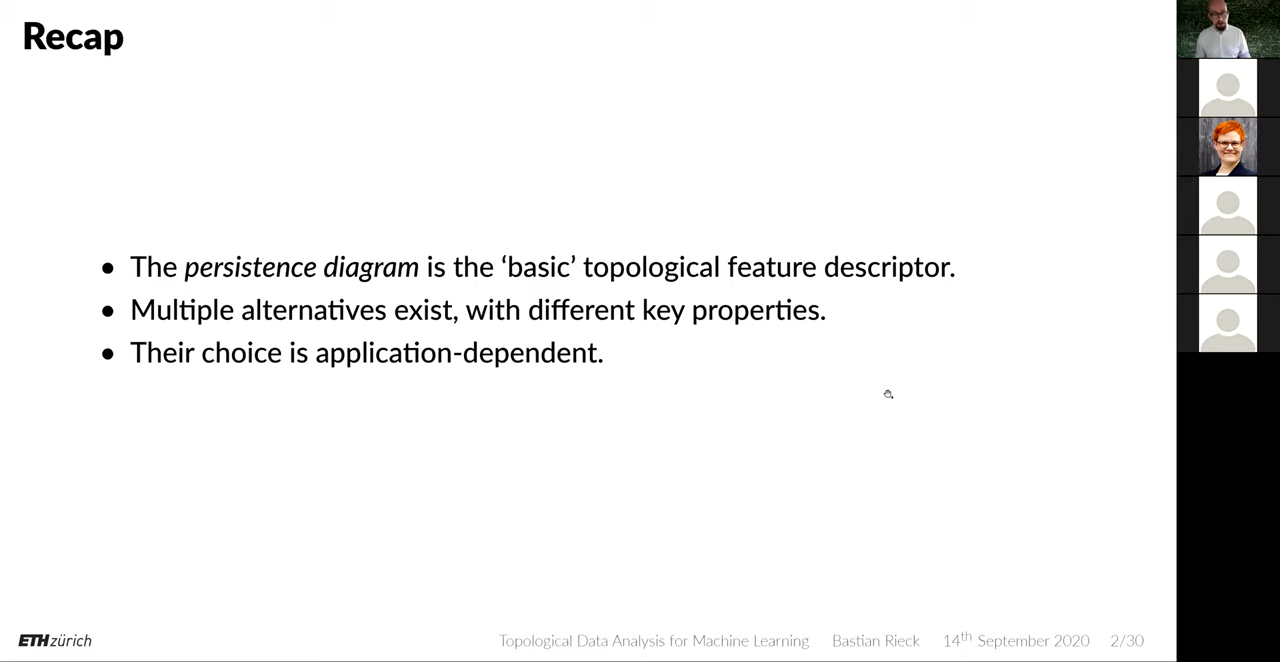 Recap
• The persistence diagram is the ‘basic’ topological feature descriptor.
• Multiple alternatives exist, with different key properties.
• Their choice is application-dependent.
ETH zürich Topological Data Analysis for Machine Learning Bastian Rieck 14th September 2020 2/30